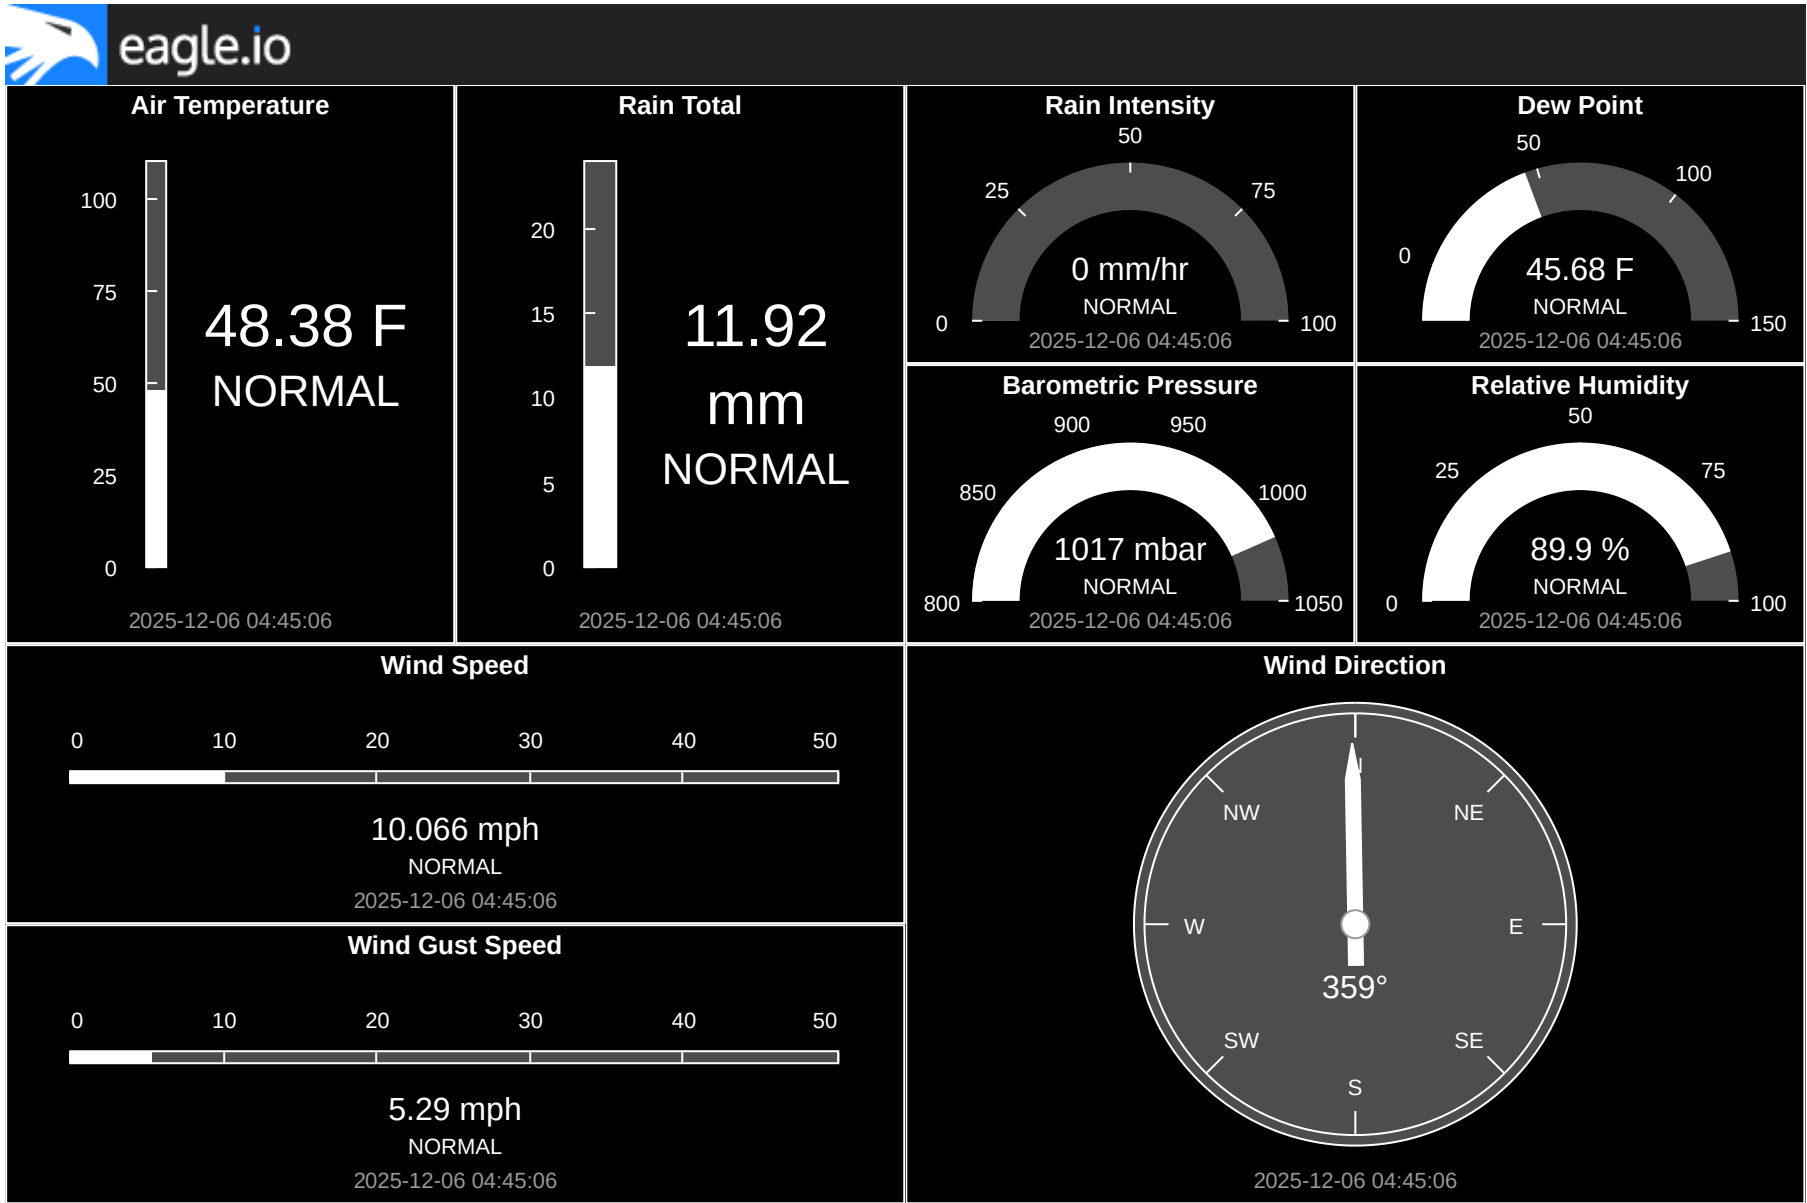 eagle.io
Air Temperature
100
75
50
25
0
48.38 F
NORMAL
2025-12-06 04:45:06
Rain Total
20
15
10
5
0
11.92
mm
NORMAL
2025-12-06 04:45:06
Rain Intensity
0
25
50
75
100
0 mm/hr
NORMAL
2025-12-06 04:45:06
Dew Point
0
50
100
150
45.68 F
NORMAL
2025-12-06 04:45:06
Barometric Pressure
800
850
900
950
1000
1050
1017 mbar
NORMAL
2025-12-06 04:45:06
Relative Humidity
0
25
50
75
100
89.9 %
NORMAL
2025-12-06 04:45:06
Wind Speed
0 10 20 30 40 50
10.066 mph
NORMAL
2025-12-06 04:45:06
Wind Gust Speed
0 10 20 30 40 50
5.29 mph
NORMAL
2025-12-06 04:45:06
Wind Direction
NW NE
W E
359°
SW SE
S
2025-12-06 04:45:06